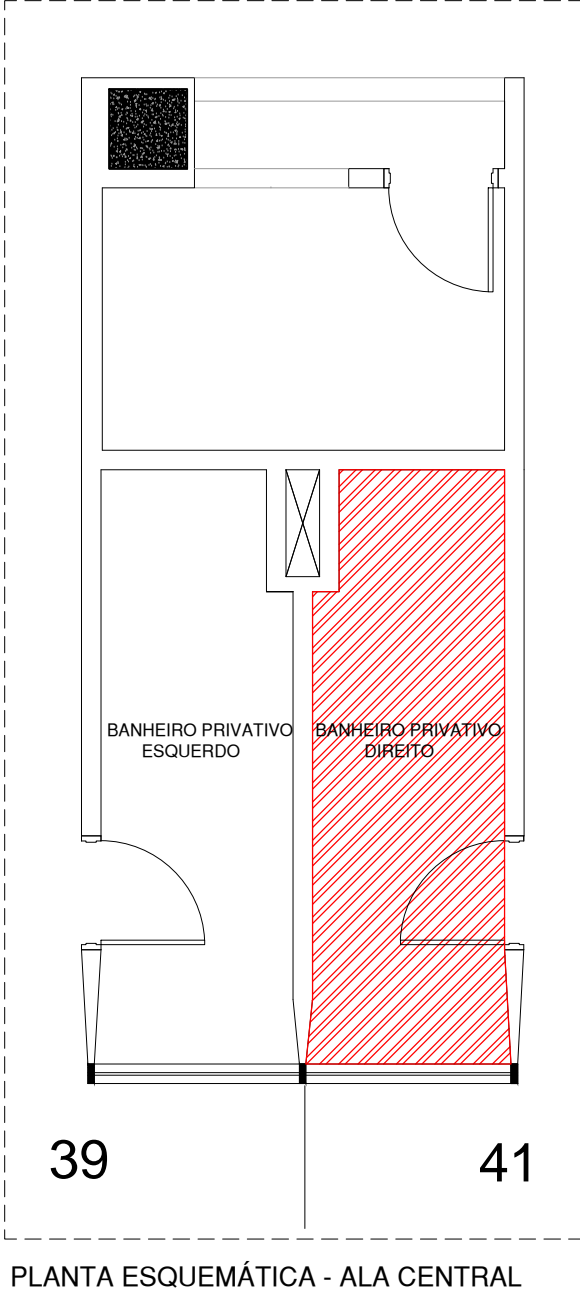 BANHEIRO PRIVATIVO
ESQUERDO
BANHEIRO PRIVATIVO
DIREITO
39
41
PLANTA ESQUEMÁTICA - ALA CENTRAL